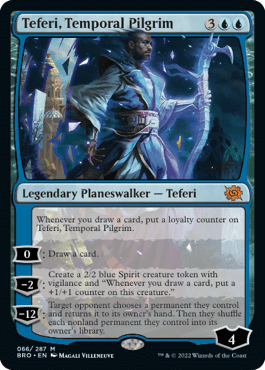 Teferi, Temporal Pilgrim 3
Legendary Planeswalker — Teferi
Whenever you draw a card, put a loyalty counter on
Teferi, Temporal Pilgrim.
0 : Draw a card.
Create a 2/2 blue Spirit creature token with
−2 : vigilance and "Whenever you draw a card, put a
+1/+1 counter on this creature."
Target opponent chooses a permanent they control
−12 : and returns it to its owner's hand. Then they shuffle
each nonland permanent they control into its
owner's library.
4
066/287 M
BRO • EN MAGALI VILLENEUVE
™ & © 2022 Wizards of the Coast